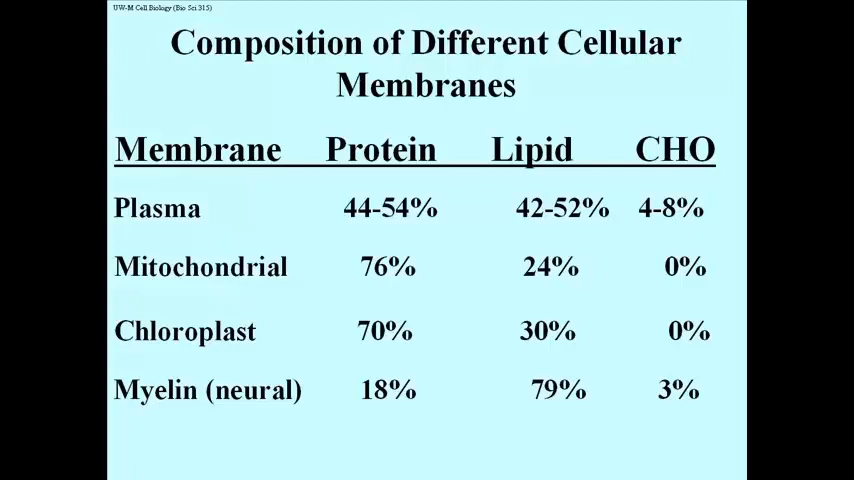 UW-M Cell Biology (Bio Sci 315)
Composition of Different Cellular
Membranes
Membrane Protein Lipid CHO
Plasma 44-54% 42-52% 4-8%
Mitochondrial 76% 24% 0%
Chloroplast 70% 30% 0%
Myelin (neural) 18% 79% 3%